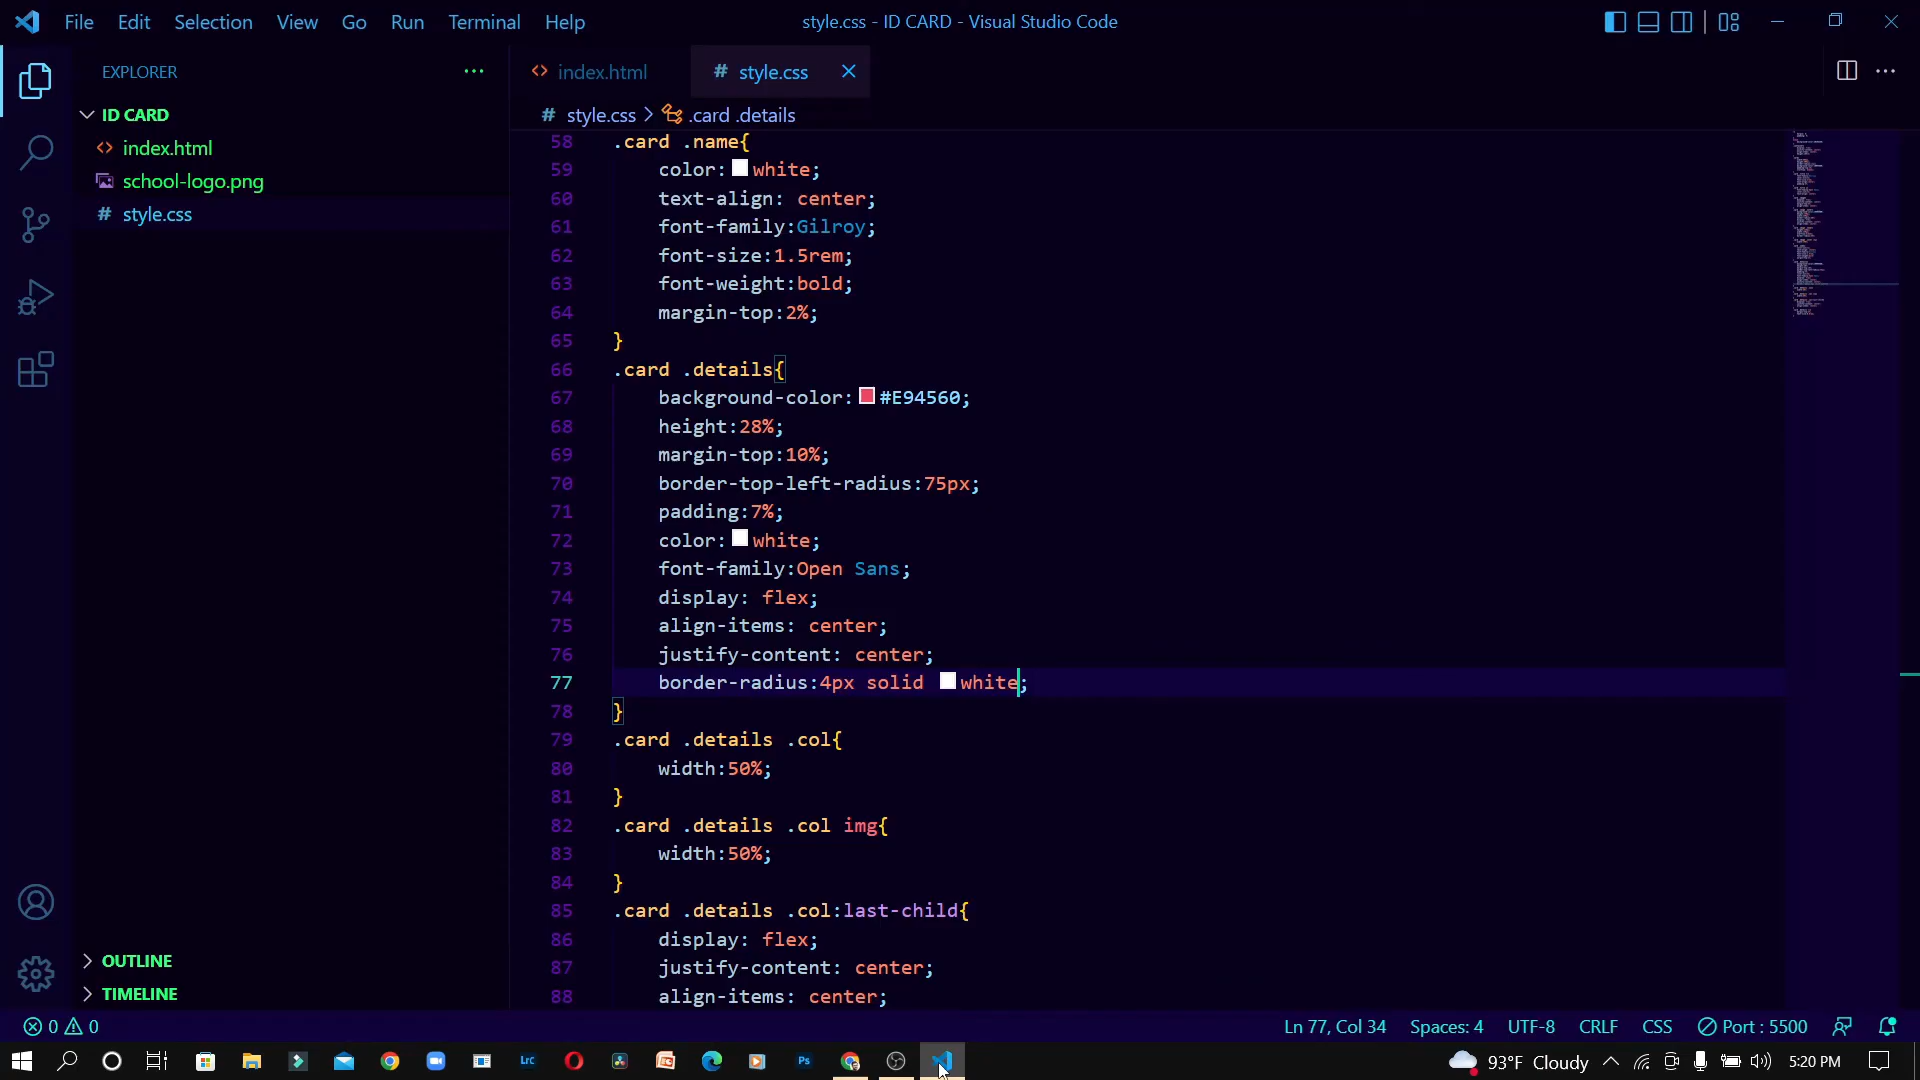 File Edit Selection View Go Run Terminal Help
style.css - ID CARD - Visual Studio Code
EXPLORER
ID CARD
index.html
school-logo.png
# style.css
OUTLINE
TIMELINE
index.html
# style.css
# style.css > .card .details
58 .card .name{
59 color: white;
60 text-align: center;
61 font-family:Gilroy;
62 font-size:1.5rem;
63 font-weight:bold;
64 margin-top:2%;
65 }
66 .card .details{
67 background-color: #E94560;
68 height:28%;
69 margin-top:10%;
70 border-top-left-radius:75px;
71 padding:7%;
72 color: white;
73 font-family:Open Sans;
74 display: flex;
75 align-items: center;
76 justify-content: center;
77 border-radius:4px solid white;
78 }
79 .card .details .col{
80 width:50%;
81 }
82 .card .details .col img{
83 width:50%;
84 }
85 .card .details .col:last-child{
86 display: flex;
87 justify-content: center;
88 align-items: center;
0 0
Ln 77, Col 34 Spaces: 4 UTF-8 CRLF CSS Port : 5500
Lrc
Ps
93°F Cloudy
5:20 PM